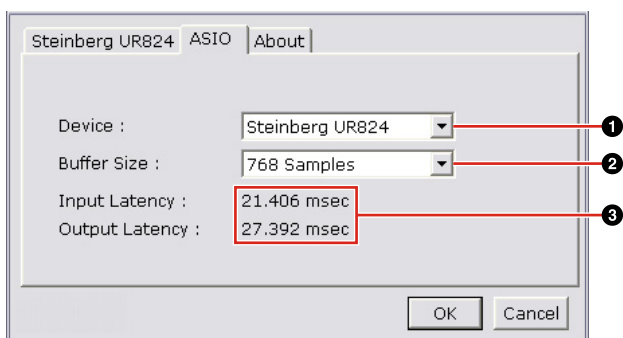 Steinberg UR824 ASIO About
Device : Steinberg UR824 1
Buffer Size : 768 Samples 2
Input Latency : 21.406 msec
Output Latency : 27.392 msec 3
OK Cancel